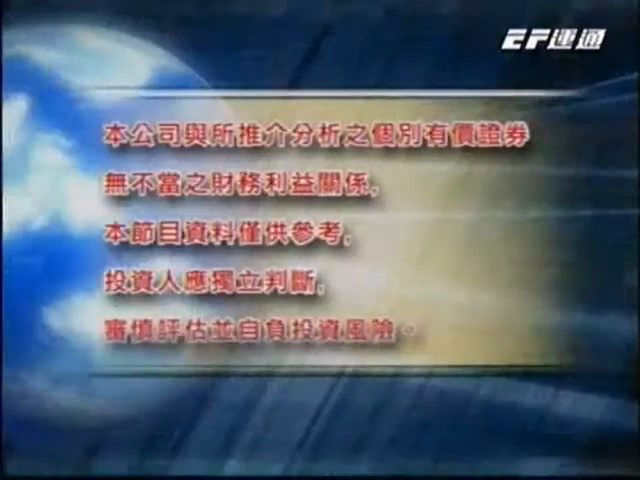 EF運通
本公司與所推介分析之個別有價證券
無不當之財務利益關係,
本節目資料僅供參考,
投資人應獨立判斷,
審慎評估並自負投資風險。